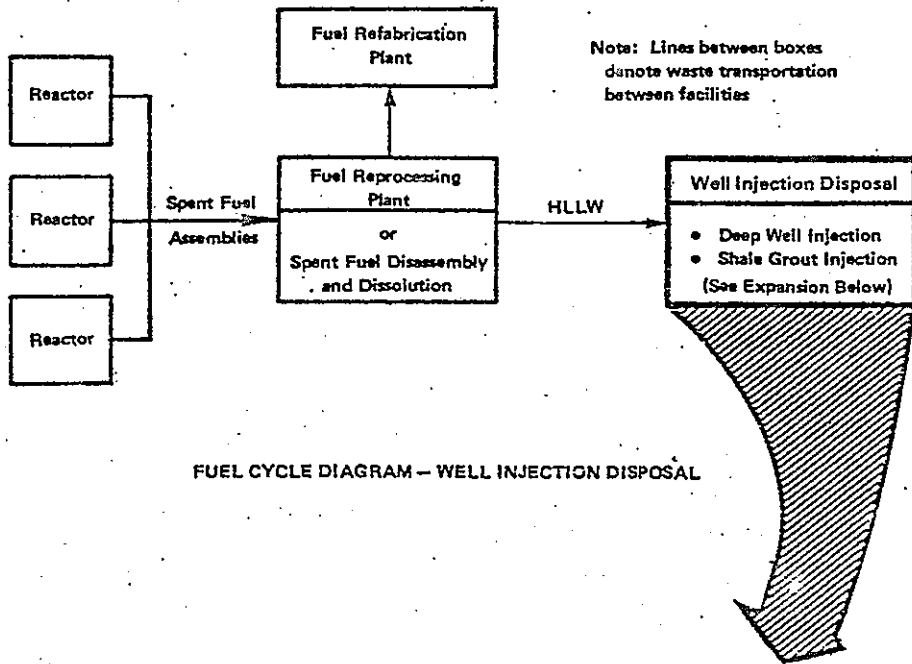 Fuel Refabrication
Plant
Note: Lines between boxes
denote waste transportation
between facilities
Reactor
Reactor
Reactor
Spent Fuel
Assemblies
Fuel Reprocessing
Plant
or
Spent Fuel Disassembly
and Dissolution
HLLW
Well Injection Disposal
• Deep Well Injection
• Shale Grout Injection
(See Expansion Below)
FUEL CYCLE DIAGRAM — WELL INJECTION DISPOSAL